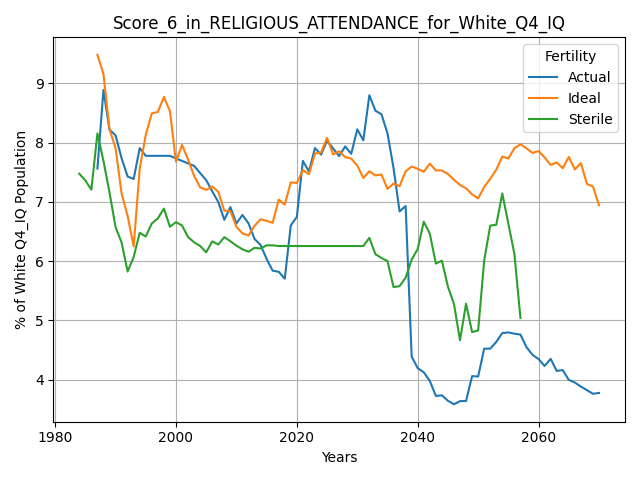 Score_6_in_RELIGIOUS_ATTENDANCE_for_White_Q4_IQ
Fertility
Actual
Ideal
Sterile
% of White Q4_IQ Population
9
8
7
6
5
4
1980 2000 2020 2040 2060
Years